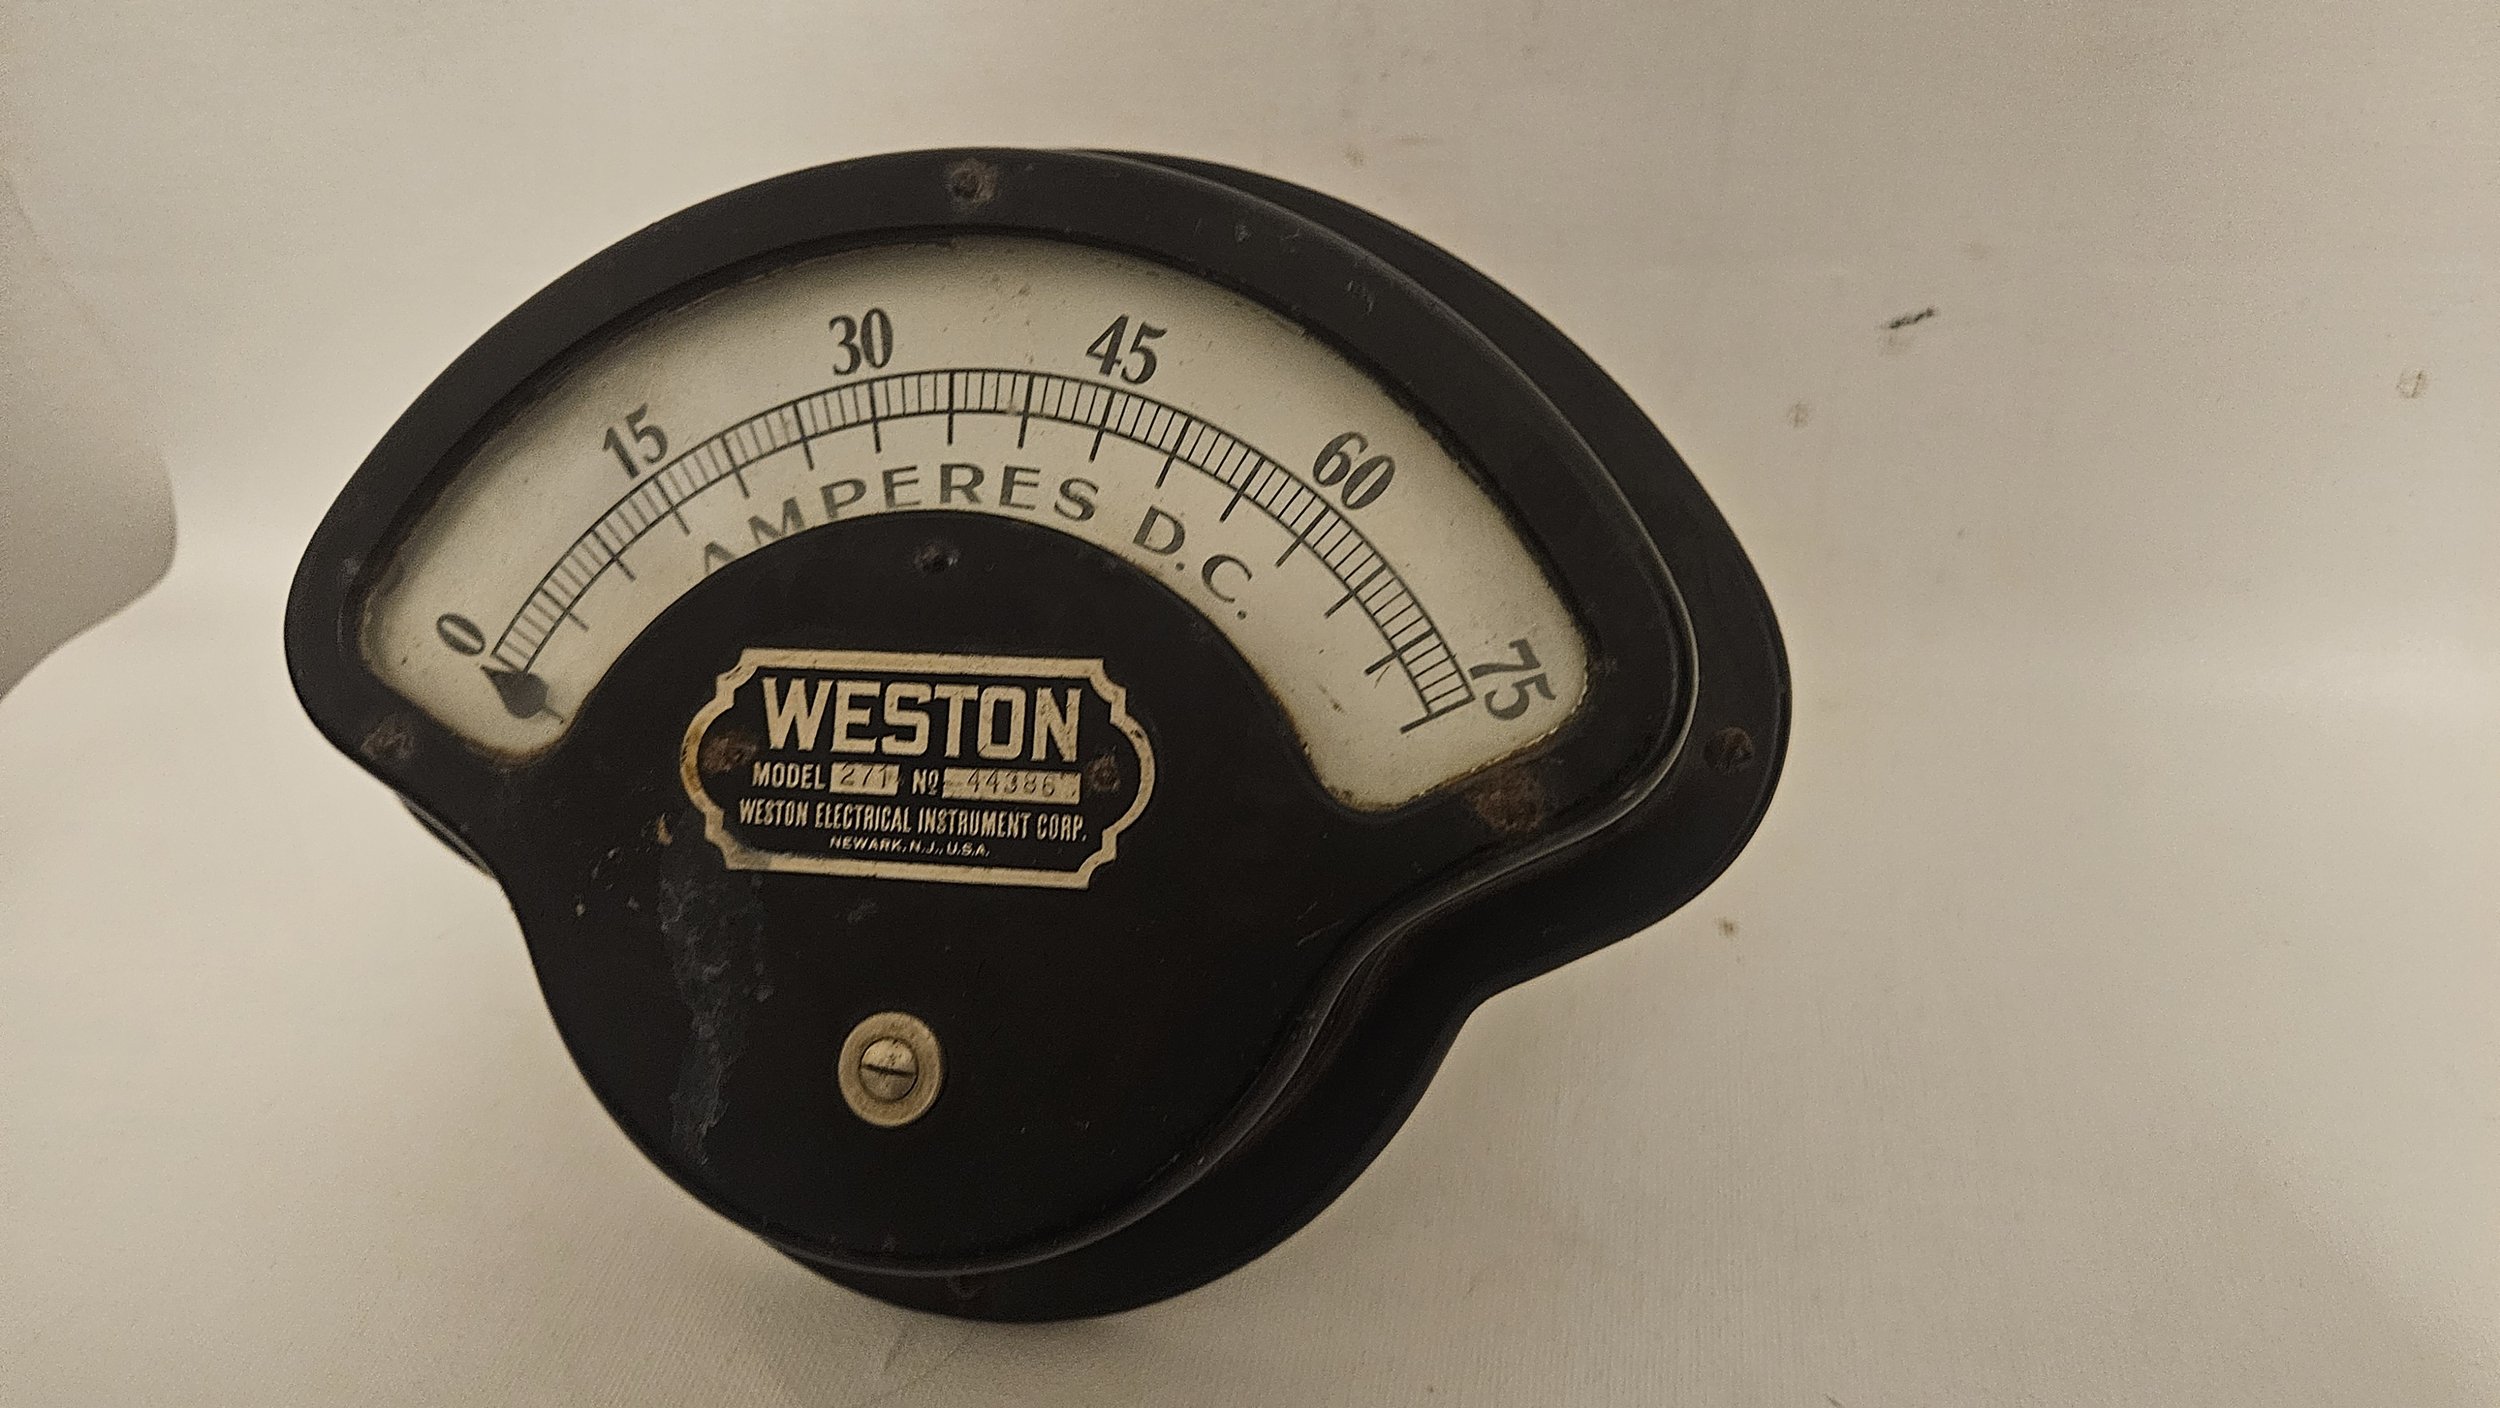 0 15 30 45 60 75
AMPERES D.C.
WESTON
MODEL 271 Nº 44386
WESTON ELECTRICAL INSTRUMENT CORP.
NEWARK, N.J., U.S.A.